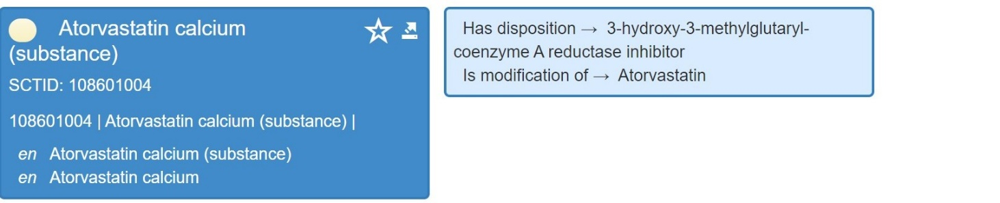 Atorvastatin calcium
(substance)
SCTID: 108601004
108601004 | Atorvastatin calcium (substance) |
en Atorvastatin calcium (substance)
en Atorvastatin calcium
Has disposition → 3-hydroxy-3-methylglutaryl-
coenzyme A reductase inhibitor
Is modification of → Atorvastatin